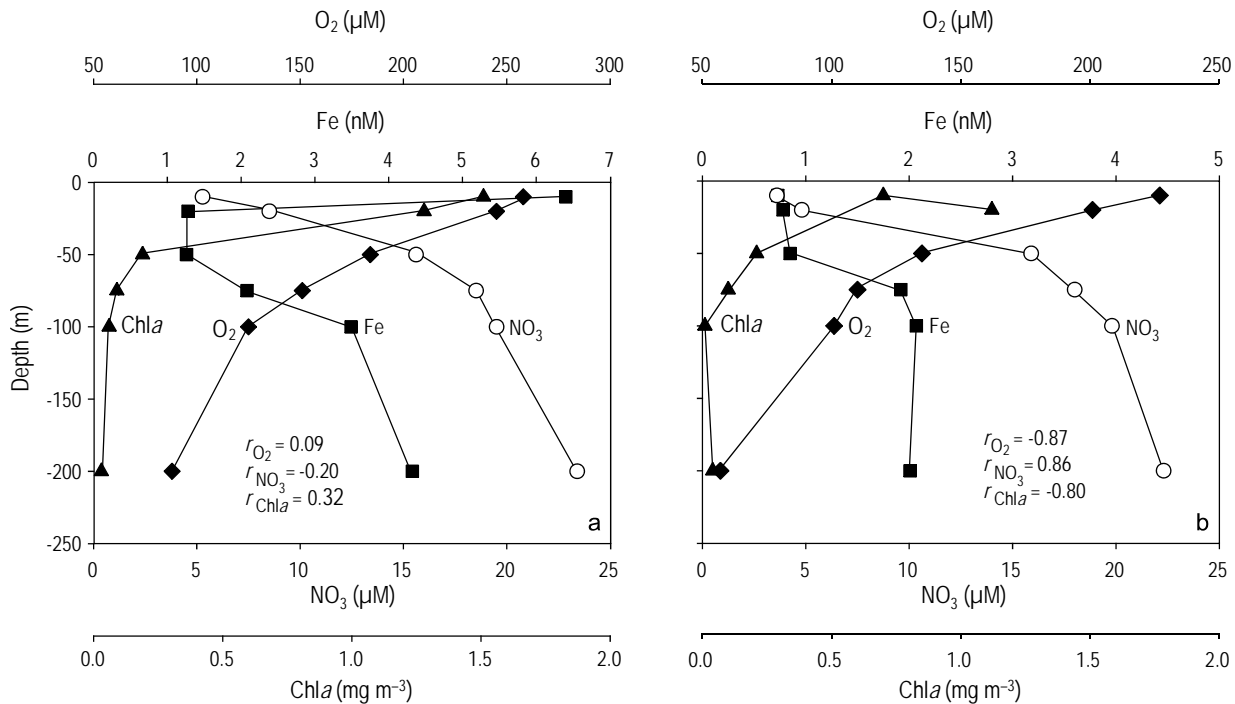 O2 (µM)
50 100 150 200 250 300
Fe (nM)
0 1 2 3 4 5 6 7
Depth (m)
0
-50
-100
-150
-200
-250
Chla
O2
Fe
NO3
rO2 = 0.09
rNO3 = -0.20
rChla = 0.32
a
0 5 10 15 20 25
NO3 (µM)
0.0 0.5 1.0 1.5 2.0
Chla (mg m–3)
O2 (µM)
50 100 150 200 250
Fe (nM)
0 1 2 3 4 5
Chla
O2
Fe
NO3
rO2 = -0.87
rNO3 = 0.86
rChla = -0.80
b
0 5 10 15 20 25
NO3 (µM)
0.0 0.5 1.0 1.5 2.0
Chla (mg m–3)